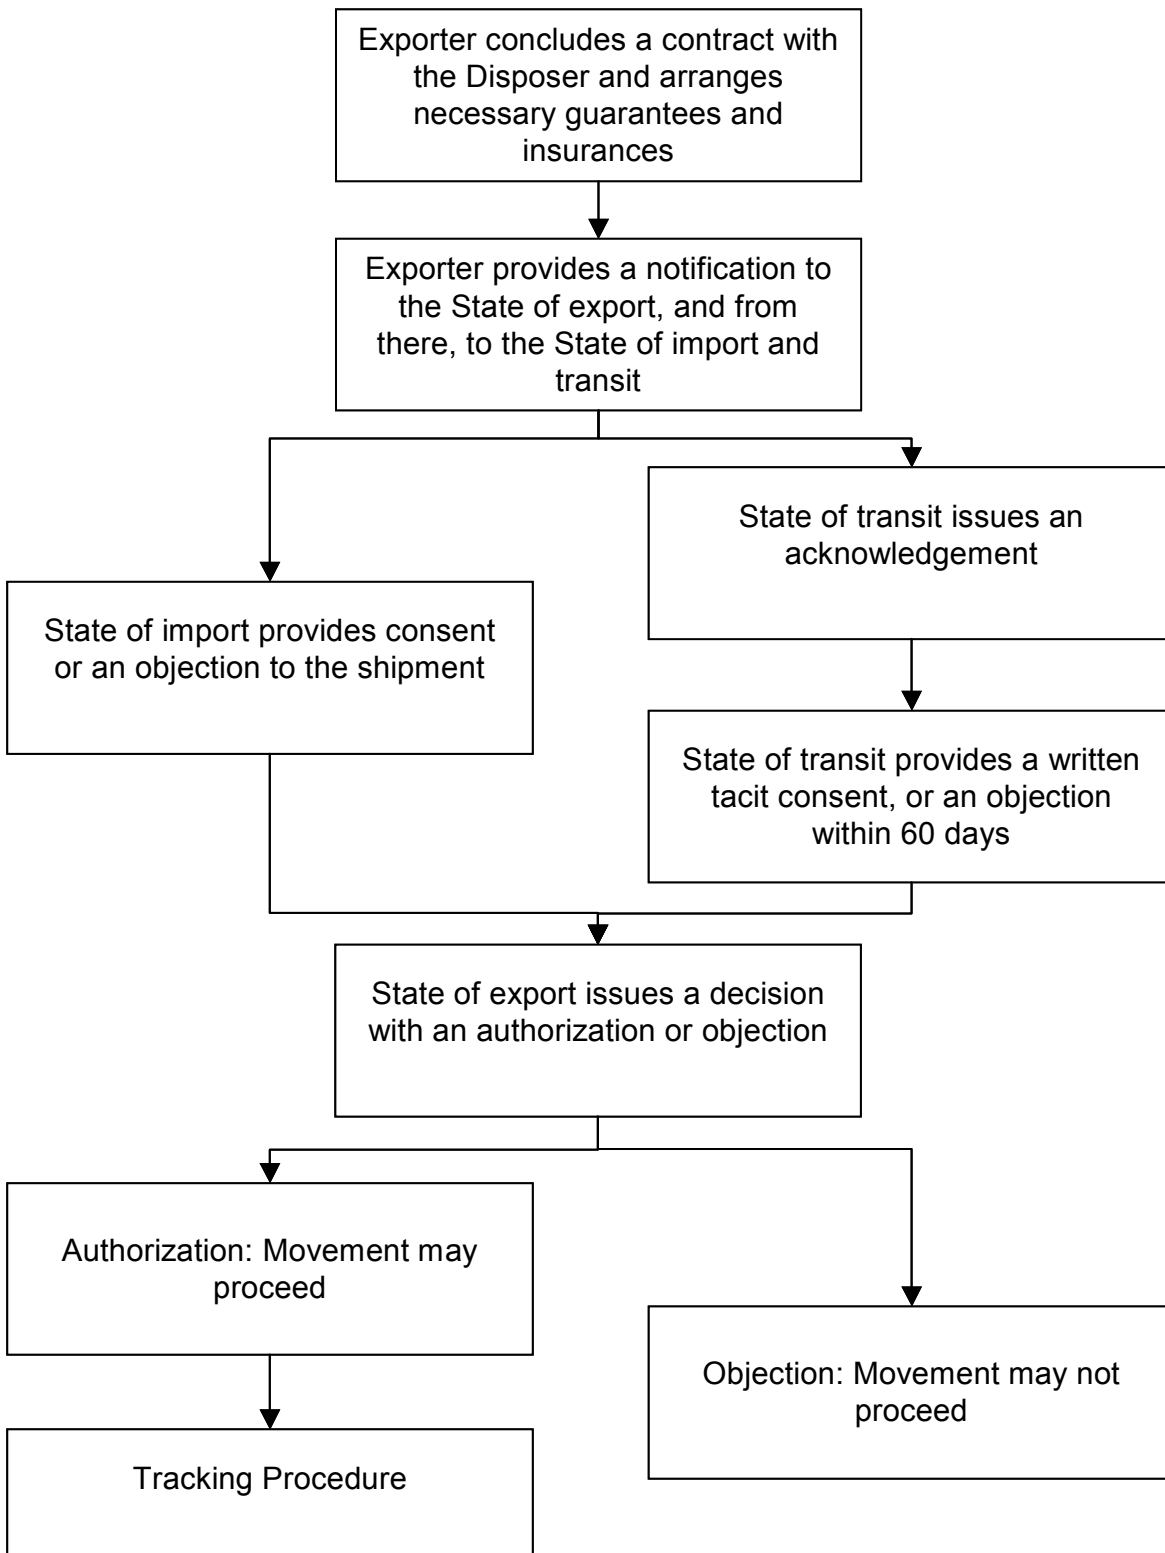 Exporter concludes a contract with
the Disposer and arranges
necessary guarantees and
insurances
Exporter provides a notification to
the State of export, and from
there, to the State of import and
transit
State of transit issues an
acknowledgement
State of import provides consent
or an objection to the shipment
State of transit provides a written
tacit consent, or an objection
within 60 days
State of export issues a decision
with an authorization or objection
Authorization: Movement may
proceed
Objection: Movement may not
proceed
Tracking Procedure